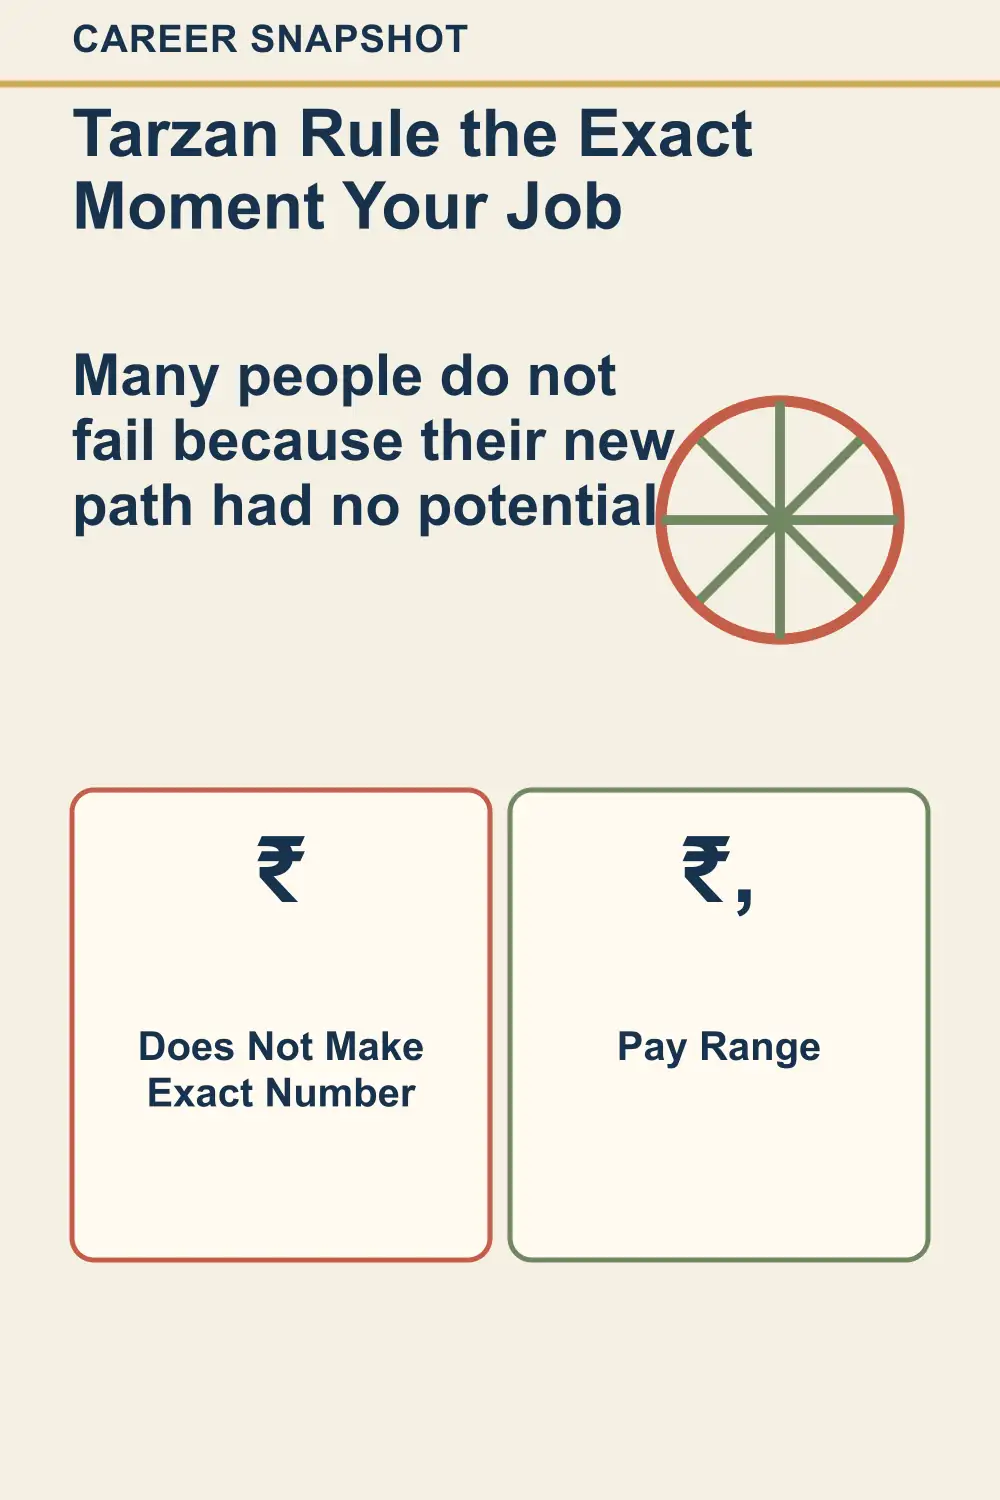 CAREER SNAPSHOT
Tarzan Rule the Exact
Moment Your Job
Many people do not
fail because their new
path had no potential
₹
Does Not Make
Exact Number
₹,
Pay Range